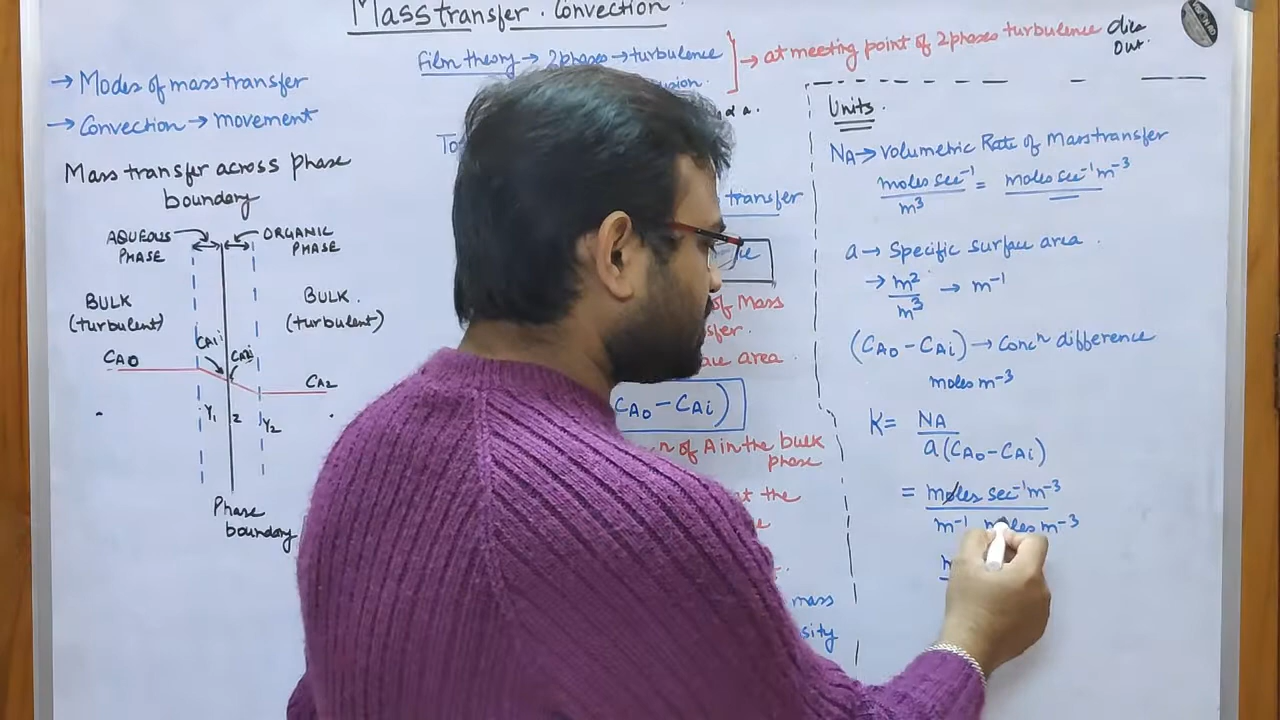 Mass transfer. Convection.
→ Modes of mass transfer
→ Convection → movement
Mass transfer across phase
boundary
AQUEOUS
PHASE
ORGANIC
PHASE
BULK
(turbulent)
BULK.
(turbulent)
CAi
CAi
CAO
CA2
Y1
2
Y2
Phase
boundary
Film theory → 2 phases → turbulence
at meeting point of 2 phases turbulence dies
out.
transfer
of Mass
area.
CAO - CAi)
of A in the bulk
phase
at the
mass
Units.
NA → volumetric Rate of Mass transfer
moles sec⁻¹ = moles sec⁻¹ m⁻³
m³
a → Specific surface area.
→ m² → m⁻¹
m³
(CAO - CAi) → Concⁿ difference
moles m⁻³
K = NA
a (CAO - CAi)
= moles sec⁻¹ m⁻³
m⁻¹ moles m⁻³